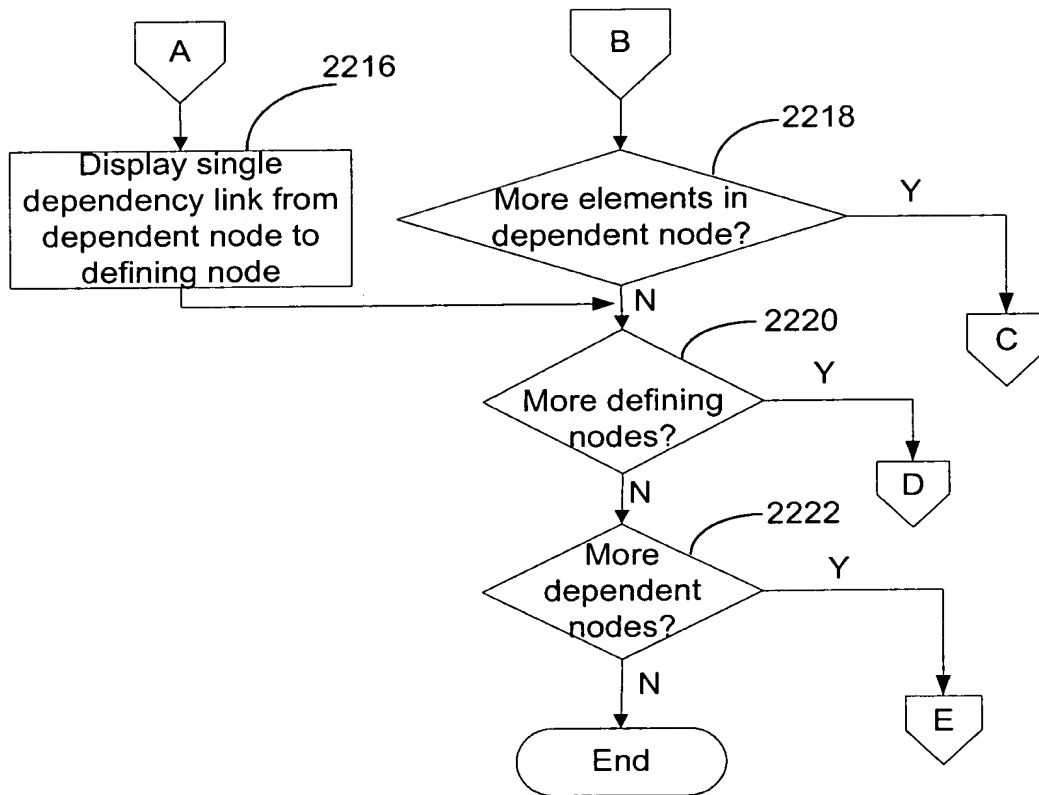 A
B
2216
2218
Display single
dependency link from
dependent node to
defining node
More elements in
dependent node?
Y
N
C
2220
More defining
nodes?
Y
D
N
2222
More
dependent
nodes?
Y
N
E
End